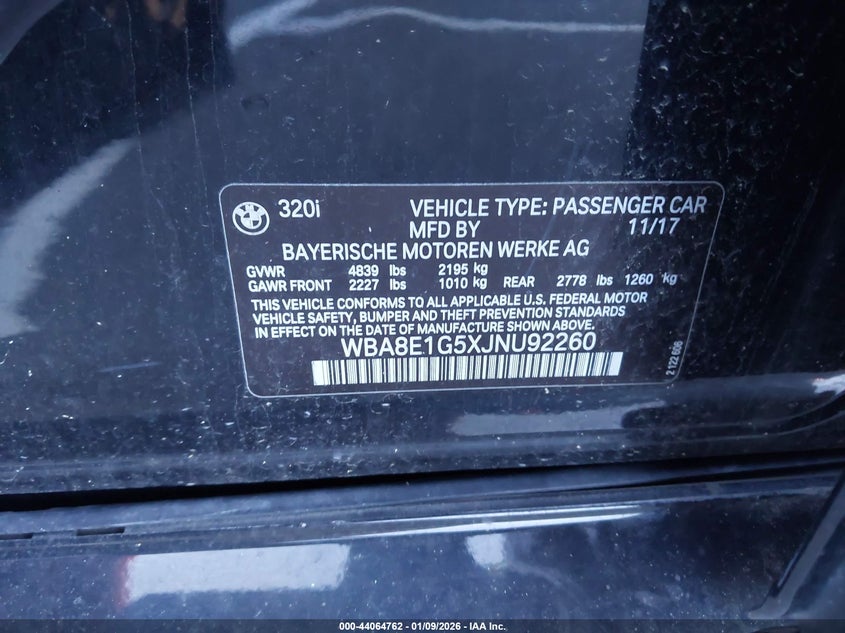 320i VEHICLE TYPE: PASSENGER CAR
MFD BY 11/17
BAYERISCHE MOTOREN WERKE AG
GVWR 4839 lbs 2195 kg
GAWR FRONT 2227 lbs 1010 kg REAR 2778 lbs 1260 kg
THIS VEHICLE CONFORMS TO ALL APPLICABLE U.S. FEDERAL MOTOR
VEHICLE SAFETY, BUMPER AND THEFT PREVENTION STANDARDS
IN EFFECT ON THE DATE OF MANUFACTURE SHOWN ABOVE.
WBA8E1G5XJNU92260
2 122 606
000-44064762 - 01/09/2026 - IAA Inc.